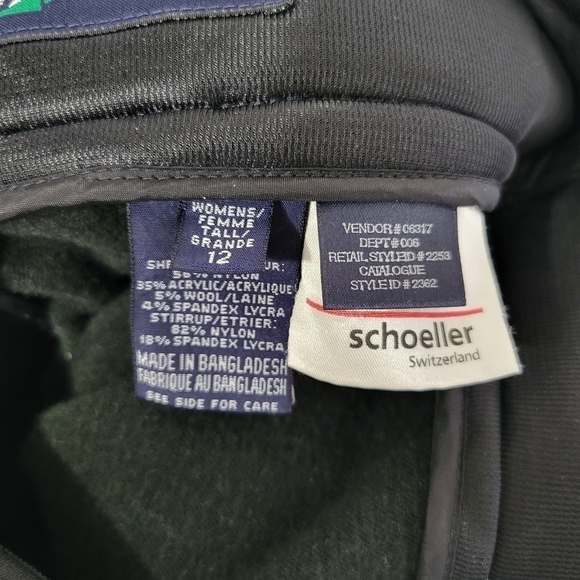 WOMENS/
FEMME
TALL/
GRANDE
12
56% NYLON
35% ACRYLIC/ACRYLIQUE
5% WOOL/LAINE
4% SPANDEX LYCRA
STIRRUP/ETRIER:
82% NYLON
18% SPANDEX LYCRA
MADE IN BANGLADESH
FABRIQUE AU BANGLADESH
SEE SIDE FOR CARE
VENDOR # 06317
DEPT # 006
RETAIL STYLE ID # 2253
CATALOGUE
STYLE ID # 2362
schoeller
Switzerland